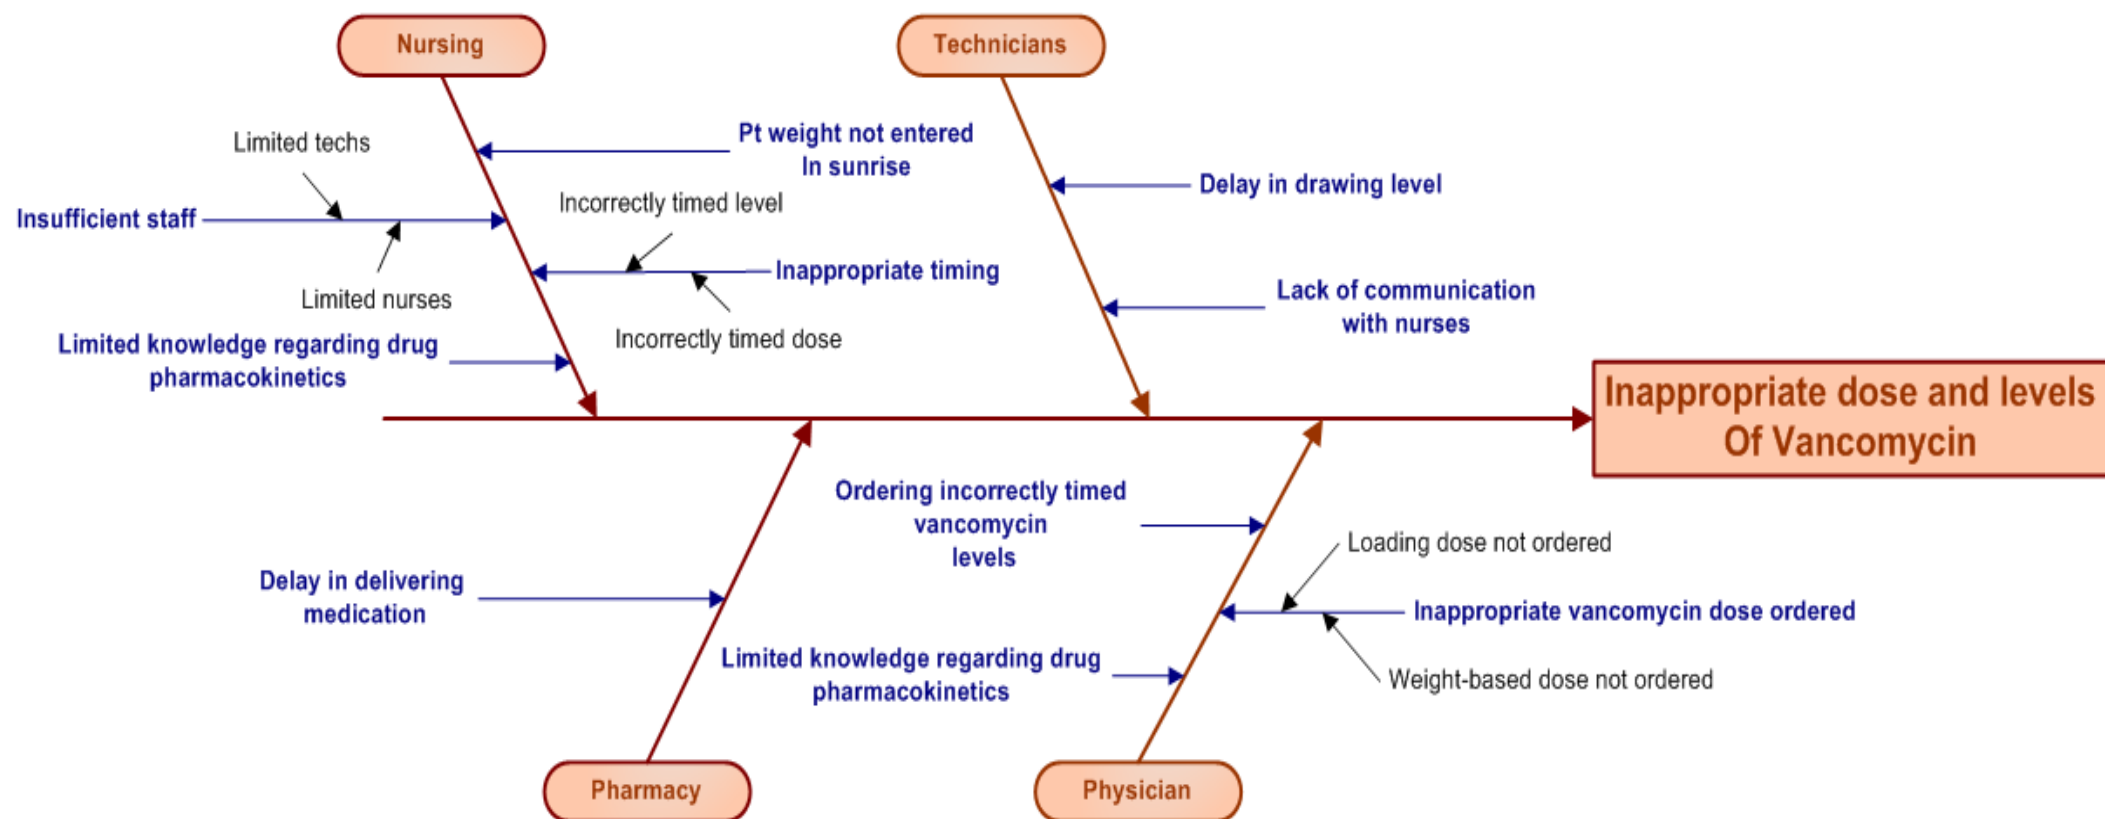 Nursing
Technicians
Limited techs
Pt weight not entered
In sunrise
Insufficient staff
Incorrectly timed level
Delay in drawing level
Limited nurses
Inappropriate timing
Limited knowledge regarding drug
pharmacokinetics
Incorrectly timed dose
Lack of communication
with nurses
Inappropriate dose and levels
Of Vancomycin
Ordering incorrectly timed
vancomycin
levels
Loading dose not ordered
Delay in delivering
medication
Inappropriate vancomycin dose ordered
Limited knowledge regarding drug
pharmacokinetics
Weight-based dose not ordered
Pharmacy
Physician